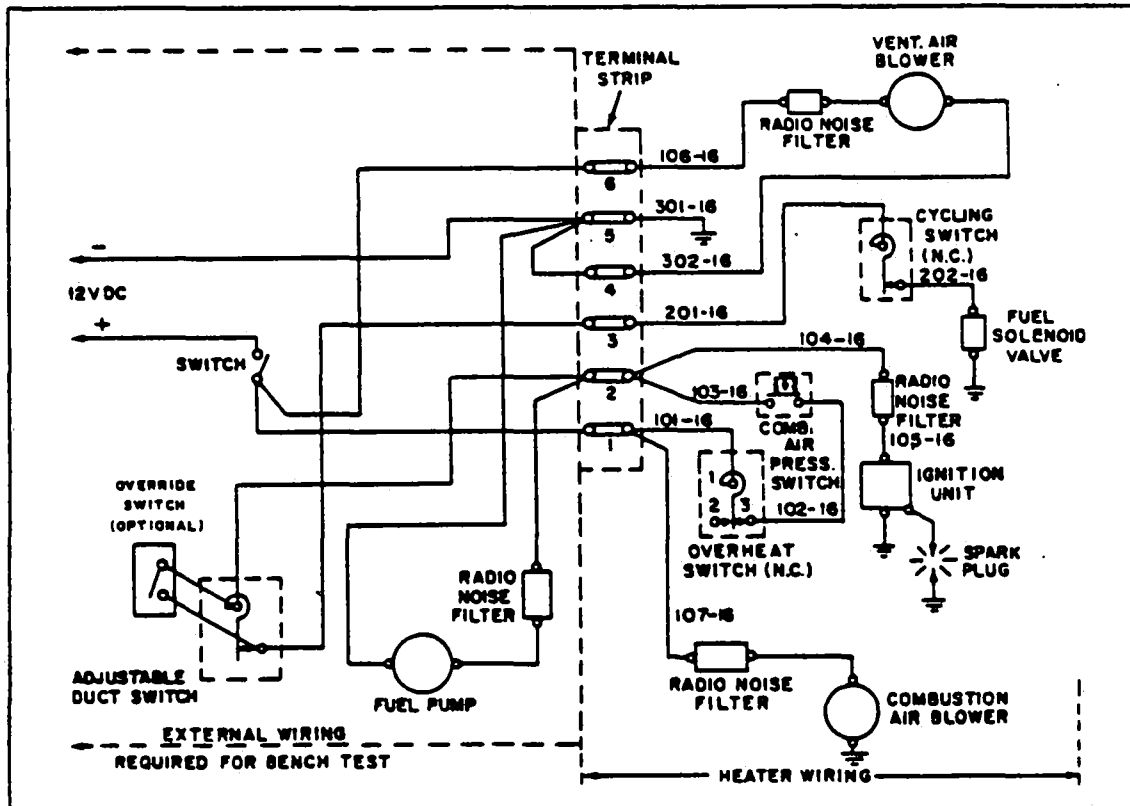 TERMINAL
STRIP
VENT. AIR
BLOWER
RADIO NOISE
FILTER
106-16
6
301-16
5
CYCLING
SWITCH
(N.C.)
202-16
-
302-16
4
12V DC
+
201-16
3
FUEL
SOLENOID
VALVE
SWITCH
104-16
2
103-16
RADIO
NOISE
FILTER
105-16
101-16
1
COMB.
AIR
PRESS.
SWITCH
1
2
3
102-16
IGNITION
UNIT
OVERRIDE
SWITCH
(OPTIONAL)
OVERHEAT
SWITCH (N.C.)
SPARK
PLUG
RADIO
NOISE
FILTER
107-16
ADJUSTABLE
DUCT SWITCH
FUEL PUMP
RADIO NOISE
FILTER
COMBUSTION
AIR BLOWER
EXTERNAL WIRING
REQUIRED FOR BENCH TEST
HEATER WIRING